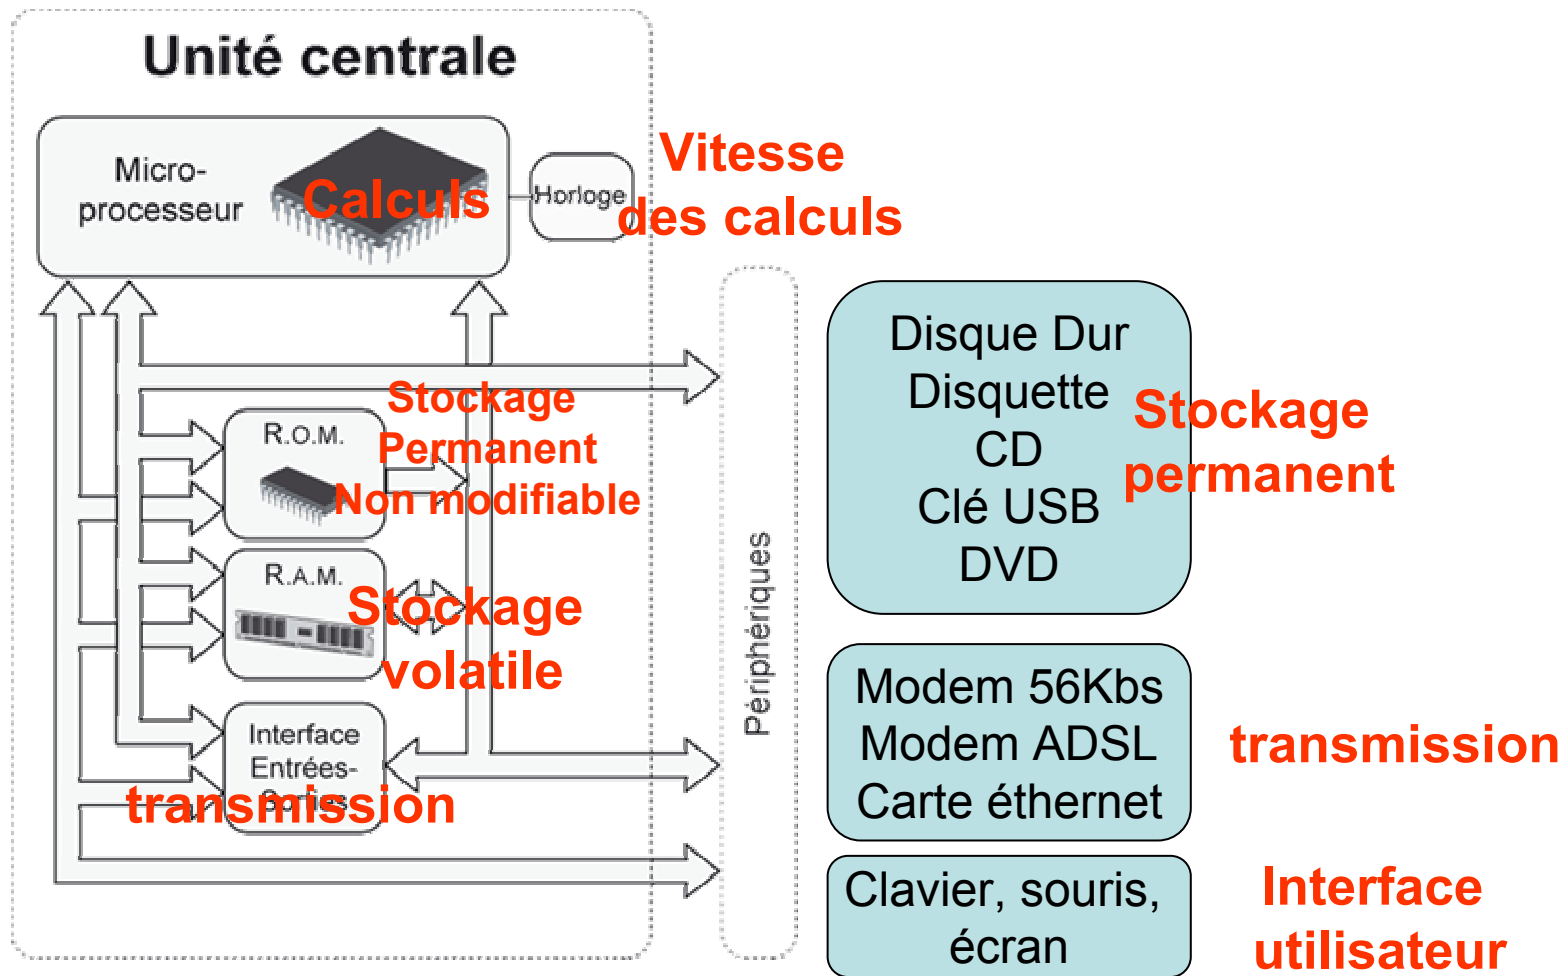 Unité centrale
Micro-
processeur
Calculs
Horloge
Vitesse
des calculs
R.O.M.
Stockage
Permanent
Non modifiable
R.A.M.
Stockage
volatile
Interface
Entrées-
Sorties
transmission
Périphériques
Disque Dur
Disquette
CD
Clé USB
DVD
Stockage
permanent
Modem 56Kbs
Modem ADSL
Carte éthernet
transmission
Clavier, souris,
écran
Interface
utilisateur